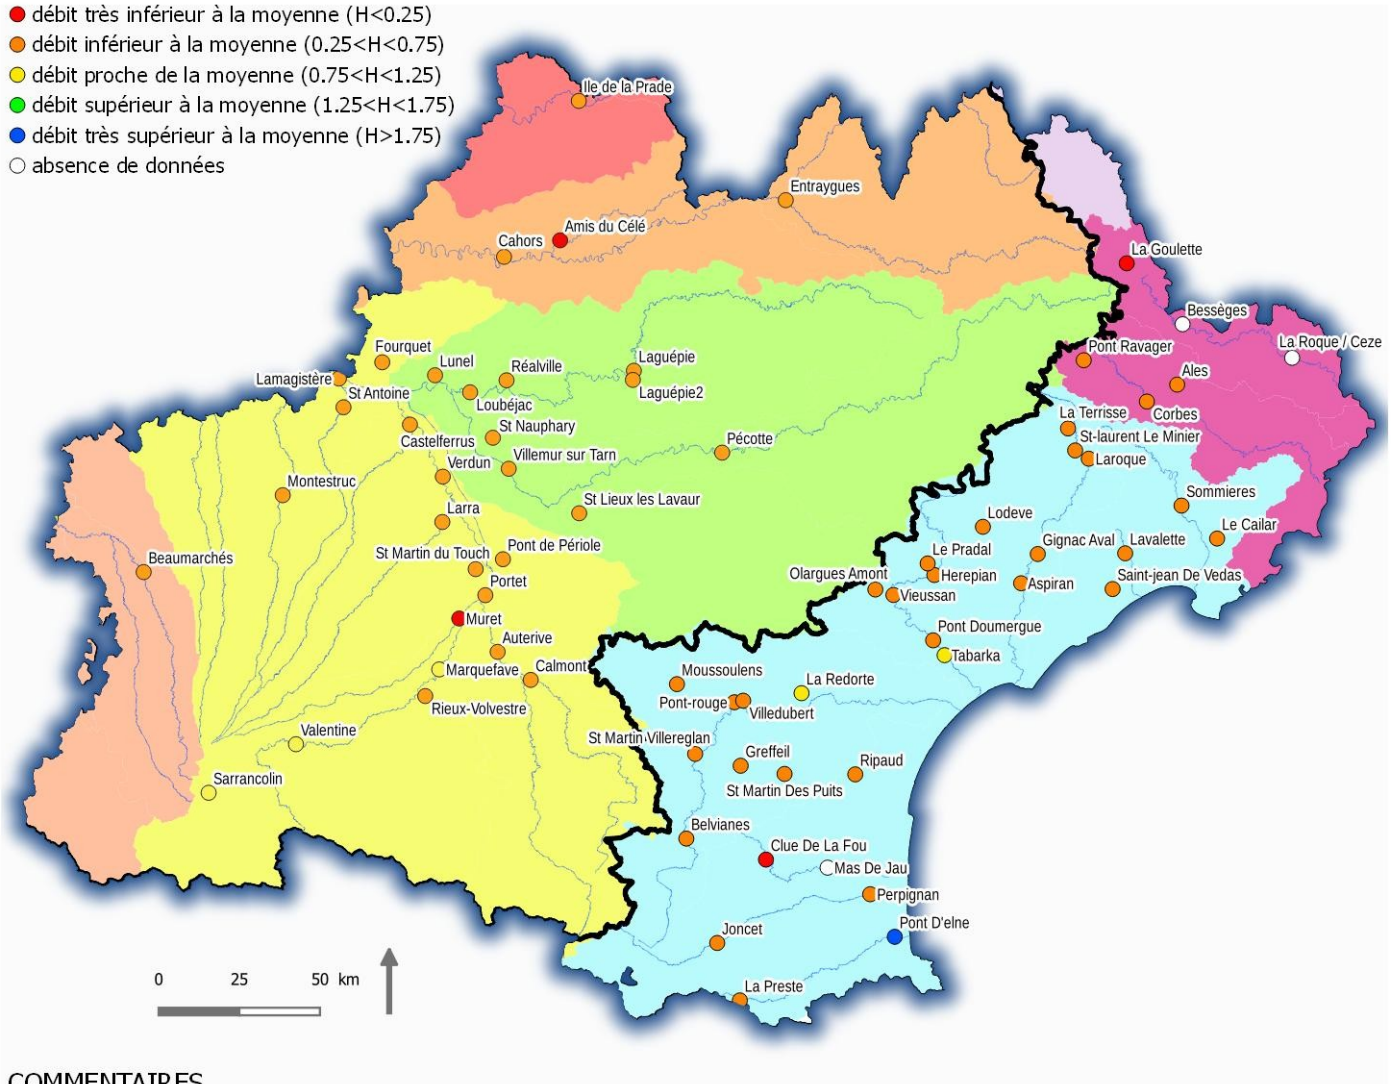 débit très inférieur à la moyenne (H<0.25)
débit inférieur à la moyenne (0.25<H<0.75)
débit proche de la moyenne (0.75<H<1.25)
débit supérieur à la moyenne (1.25<H<1.75)
débit très supérieur à la moyenne (H>1.75)
absence de données
Ile de la Prade
Entraygues
Amis du Célé
Cahors
La Goulette
Bessèges
La Roque / Ceze
Pont Ravager
Ales
Corbes
Fourquet
Lunel
Réalville
Laguépie
Lamagistère
Laguépie2
St Antoine
Loubéjac
La Terrisse
St Nauphary
Castelferrus
Pécotte
St-laurent Le Minier
Villemur sur Tarn
Verdun
Laroque
Montestruc
Sommieres
St Lieux les Lavaur
Larra
Lodeve
Le Cailar
Gignac Aval
Lavalette
St Martin du Touch
Pont de Périole
Le Pradal
Beaumarchés
Olargues Amont
Herepian
Saint-jean De Vedas
Portet
Aspiran
Vieussan
Muret
Pont Doumergue
Auterive
Tabarka
Marquefave
Calmont
Moussoulens
La Redorte
Pont-rouge
Rieux-Volvestre
Villedubert
Valentine
St Martin Villereglan
Greffeil
Ripaud
Sarrancolin
St Martin Des Puits
Belvianes
Clue De La Fou
Mas De Jau
Perpignan
Pont D'elne
Joncet
La Preste
0 25 50 km
COMMENTAIRES